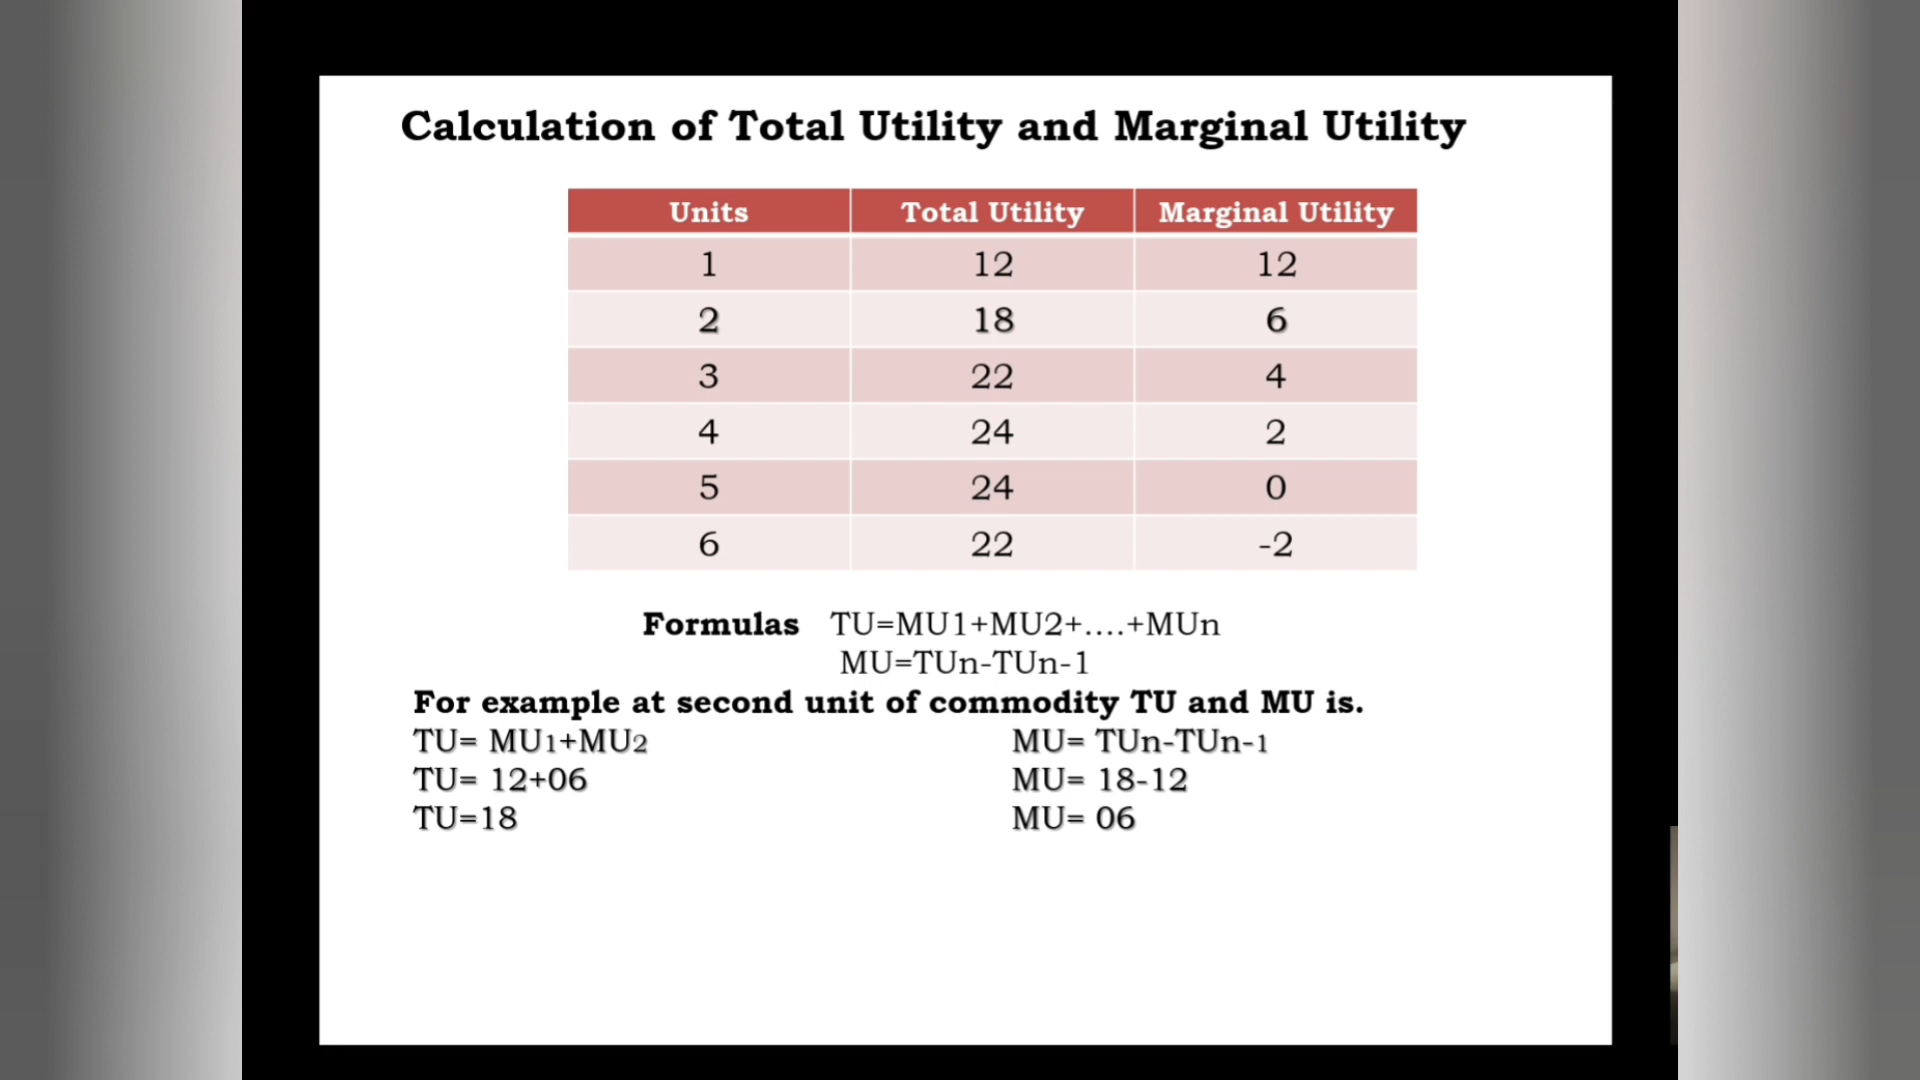 Calculation of Total Utility and Marginal Utility
Units Total Utility Marginal Utility
1 12 12
2 18 6
3 22 4
4 24 2
5 24 0
6 22 -2
Formulas TU=MU1+MU2+....+MUn
MU=TUn-TUn-1
For example at second unit of commodity TU and MU is.
TU= MU1+MU2 MU= TUn-TUn-1
TU= 12+06 MU= 18-12
TU=18 MU= 06